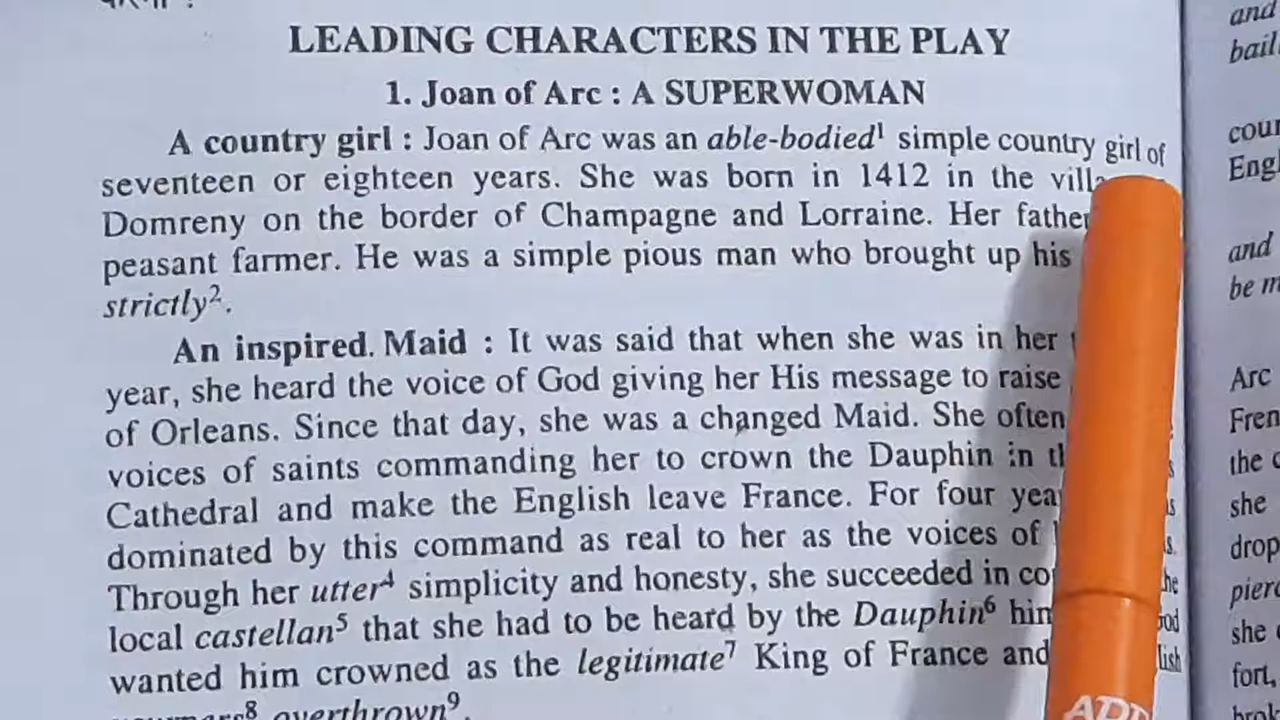 LEADING CHARACTERS IN THE PLAY
1. Joan of Arc : A SUPERWOMAN
A country girl : Joan of Arc was an able-bodied¹ simple country girl of
seventeen or eighteen years. She was born in 1412 in the
Domreny on the border of Champagne and Lorraine. Her father
peasant farmer. He was a simple pious man who brought up his
strictly².
An inspired. Maid : It was said that when she was in her
year, she heard the voice of God giving her His message to raise
of Orleans. Since that day, she was a changed Maid. She often
voices of saints commanding her to crown the Dauphin in
Cathedral and make the English leave France. For four
dominated by this command as real to her as the voices of
Through her utter⁴ simplicity and honesty, she succeeded in
local castellan⁵ that she had to be heard by the Dauphin⁶
wanted him crowned as the legitimate⁷ King of France and
overthrown⁹.
and
bail
Engl
and
be m
Arc
Fren
the
she
drop
pierc
she
fort,
brok